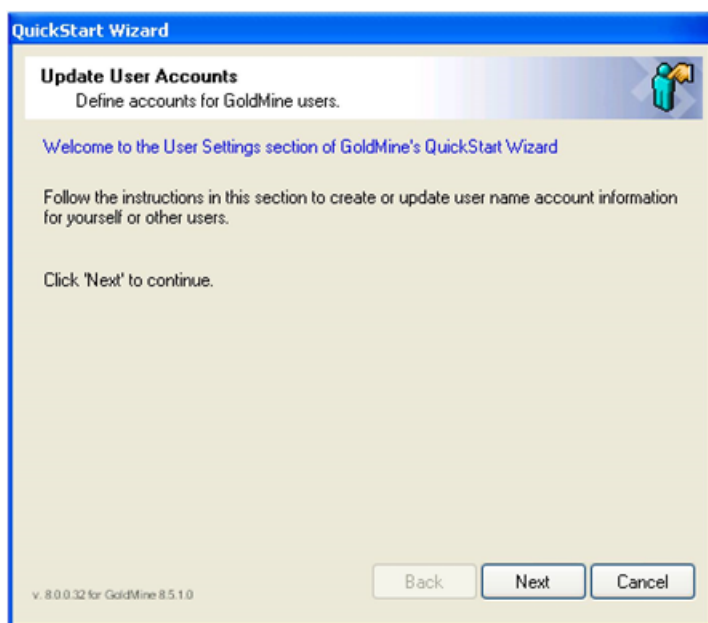 QuickStart Wizard
Update User Accounts
Define accounts for GoldMine users.
Welcome to the User Settings section of GoldMine's QuickStart Wizard
Follow the instructions in this section to create or update user name account information
for yourself or other users.
Click 'Next' to continue.
v. 8.0.0.32 for GoldMine 8.5.1.0
Back
Next
Cancel